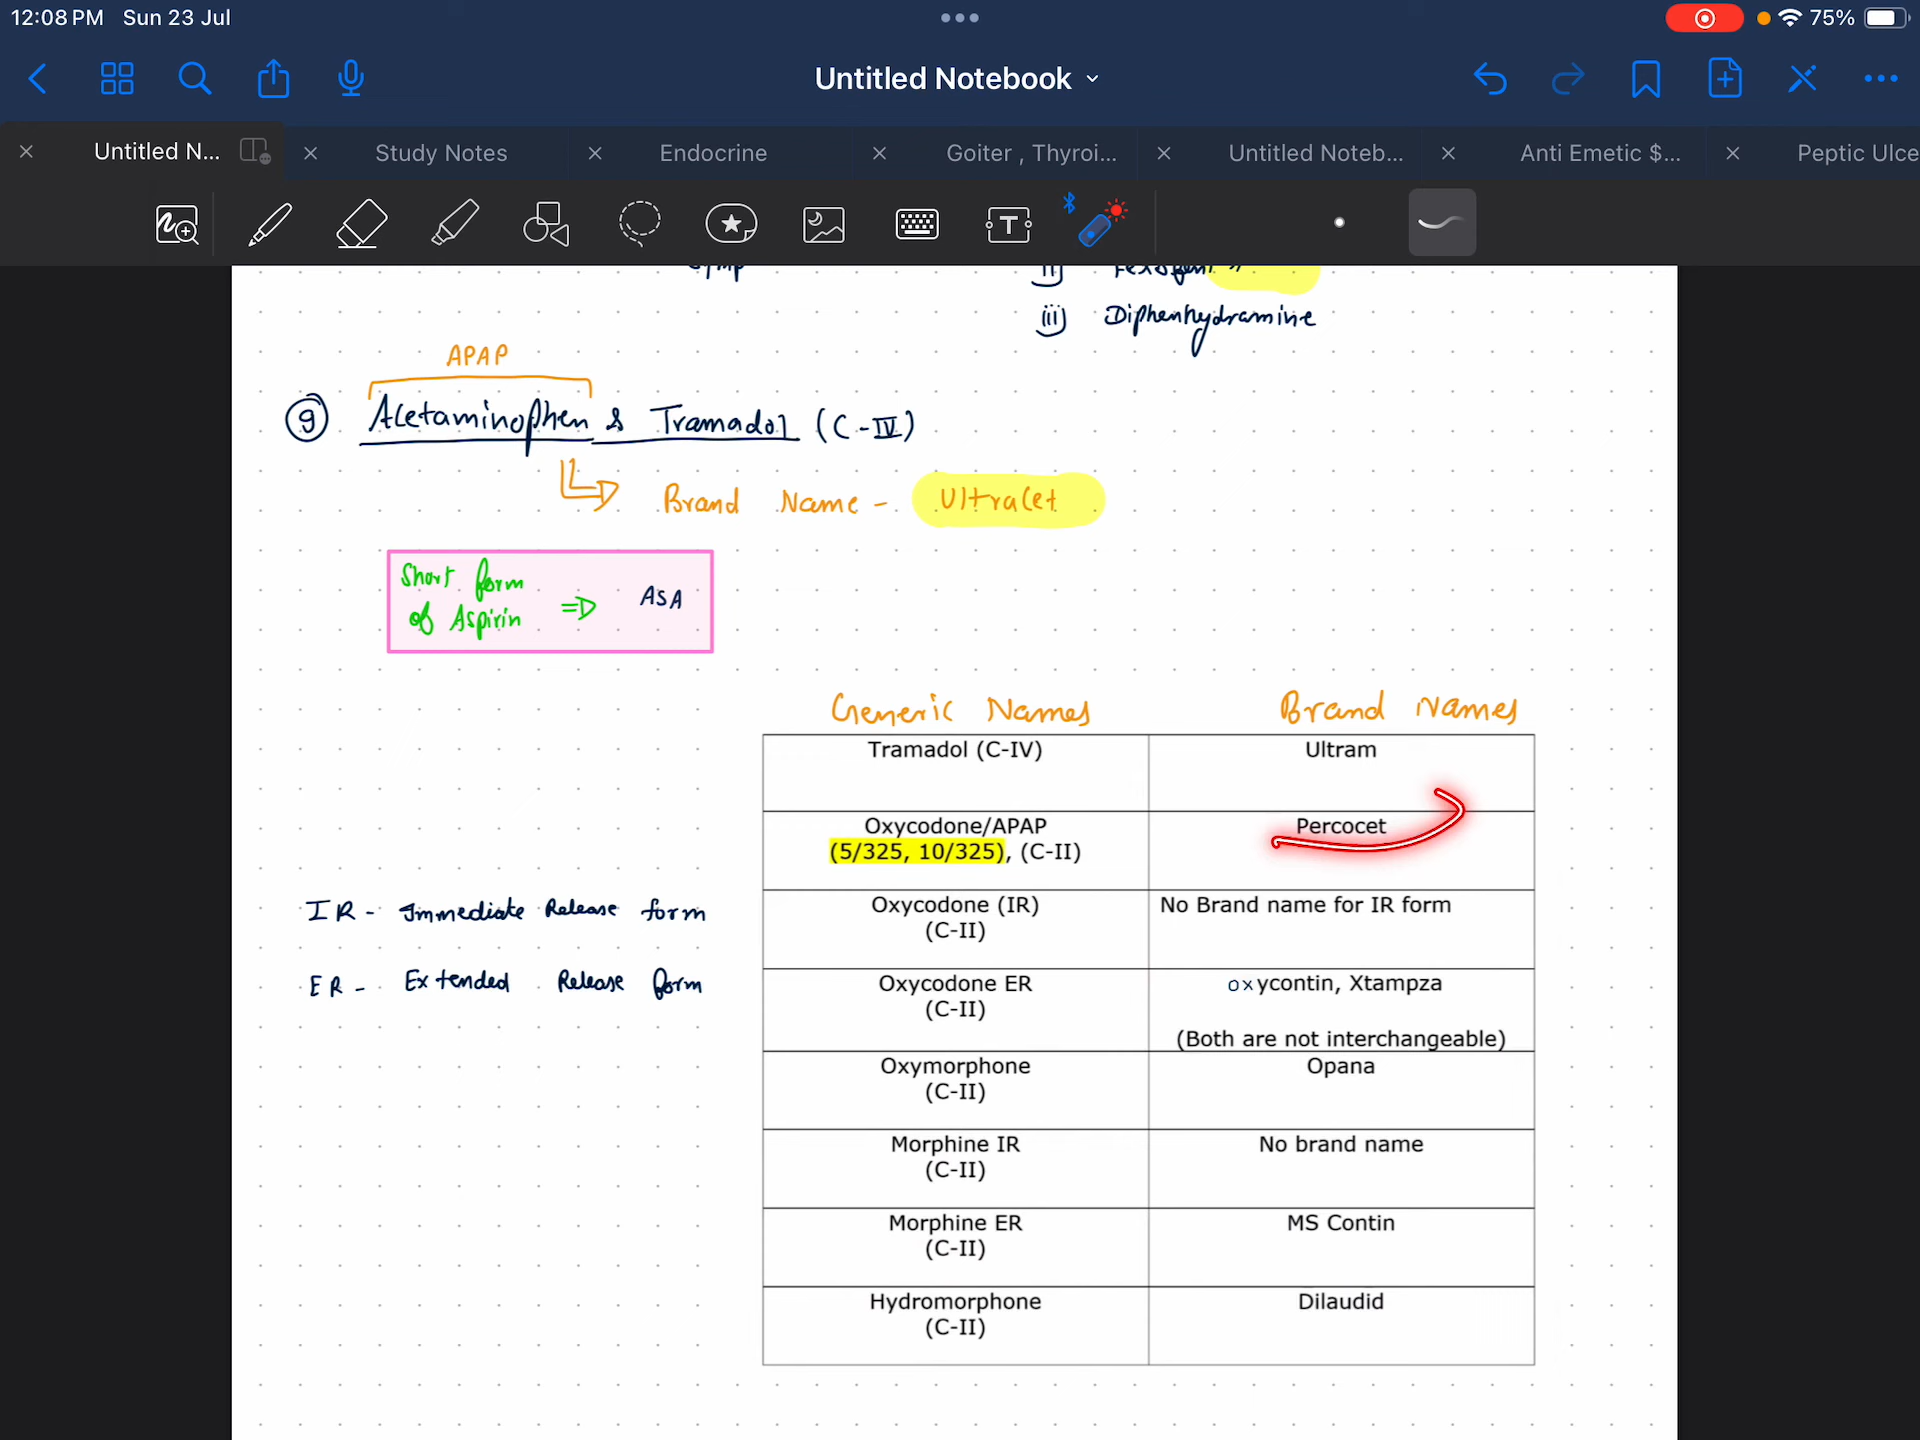 12:08 PM Sun 23 Jul
75%
Untitled Notebook
Untitled N...
Study Notes
Endocrine
Goiter , Thyroi...
Untitled Noteb...
Anti Emetic $...
Peptic Ulce
ii)
iii) Diphenhydramine
APAP
9 Acetaminophen & Tramadol (C-IV)
Brand Name - Ultracet
Short form
of Aspirin => ASA
Generic Names Brand Names
Tramadol (C-IV) Ultram
Oxycodone/APAP Percocet
(5/325, 10/325), (C-II)
IR - Immediate Release form
Oxycodone (IR) No Brand name for IR form
(C-II)
ER - Extended Release form
Oxycodone ER oxycontin, Xtampza
(C-II)
(Both are not interchangeable)
Oxymorphone Opana
(C-II)
Morphine IR No brand name
(C-II)
Morphine ER MS Contin
(C-II)
Hydromorphone Dilaudid
(C-II)